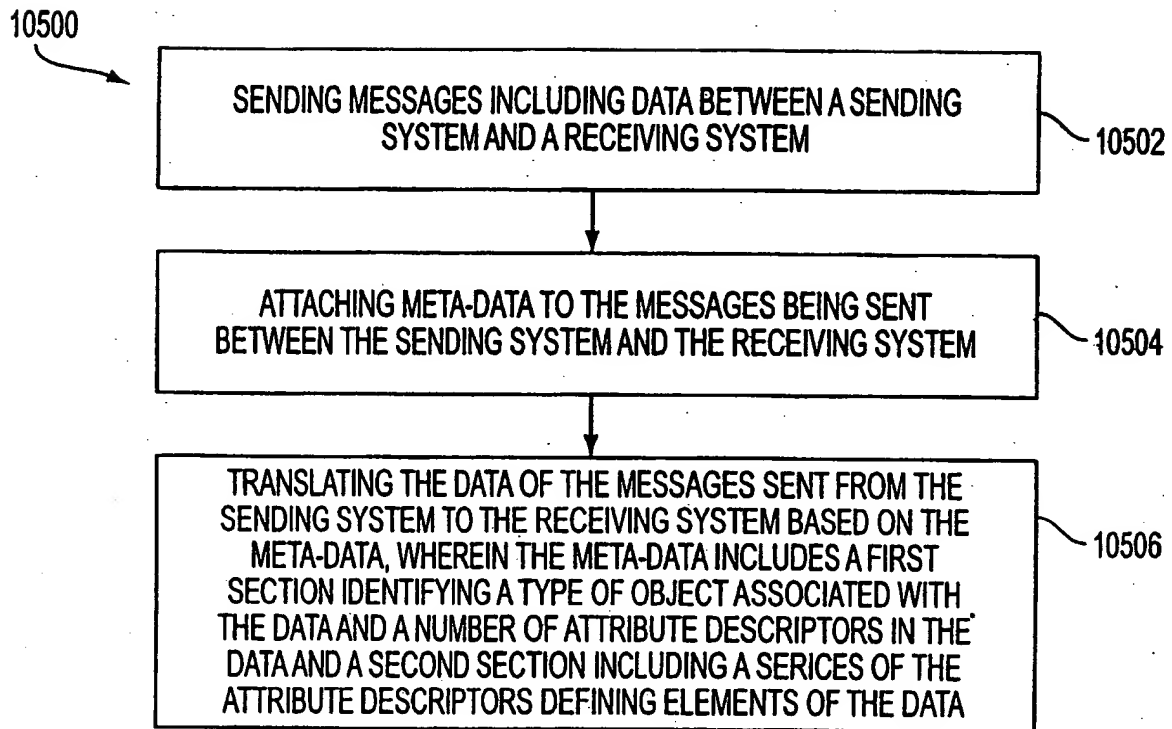 10500
SENDING MESSAGES INCLUDING DATA BETWEEN A SENDING
SYSTEM AND A RECEIVING SYSTEM
10502
ATTACHING META-DATA TO THE MESSAGES BEING SENT
BETWEEN THE SENDING SYSTEM AND THE RECEIVING SYSTEM
10504
TRANSLATING THE DATA OF THE MESSAGES SENT FROM THE
SENDING SYSTEM TO THE RECEIVING SYSTEM BASED ON THE
META-DATA, WHEREIN THE META-DATA INCLUDES A FIRST
SECTION IDENTIFYING A TYPE OF OBJECT ASSOCIATED WITH
THE DATA AND A NUMBER OF ATTRIBUTE DESCRIPTORS IN THE
DATA AND A SECOND SECTION INCLUDING A SERICES OF THE
ATTRIBUTE DESCRIPTORS DEFINING ELEMENTS OF THE DATA
10506